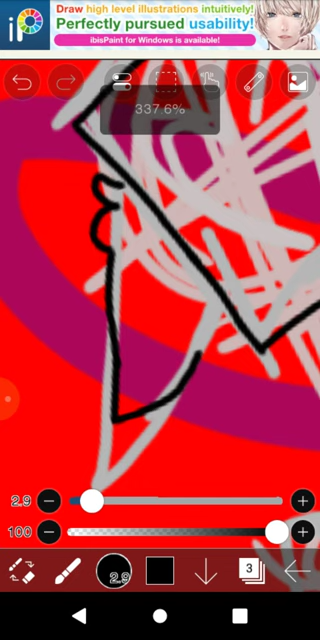 iP
Draw high level illustrations intuitively!
Perfectly pursued usability!
ibisPaint for Windows is available!
337.6%
2.9
100
2.9
3